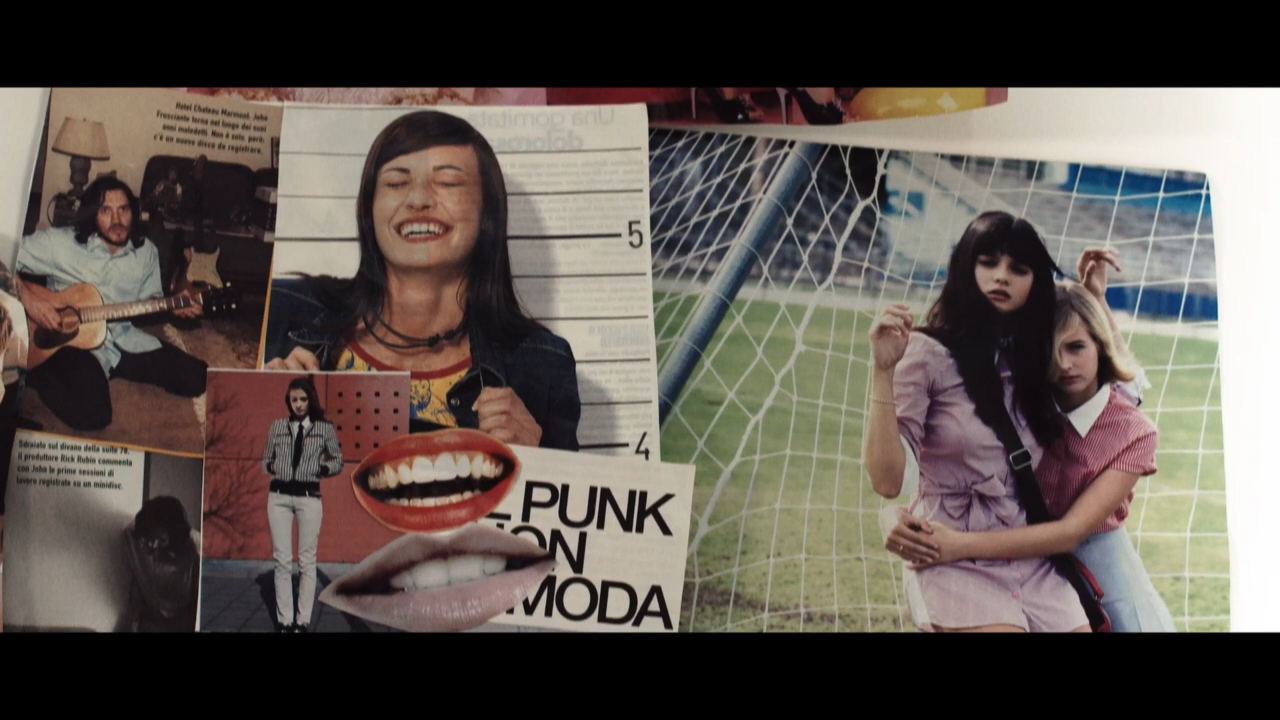 Hotel Chateau Marmont. John
Frusciante torna nel luogo dei suoi
anni maledetti. Non è solo, però:
c'è un nuovo disco da registrare.
Una gomitata
5
4
Sdraiato sul divano della suite 78,
il produttore Rick Rubin commenta
con John le prime sessioni di
lavoro registrate su un minidisc.
PUNK
ON
MODA